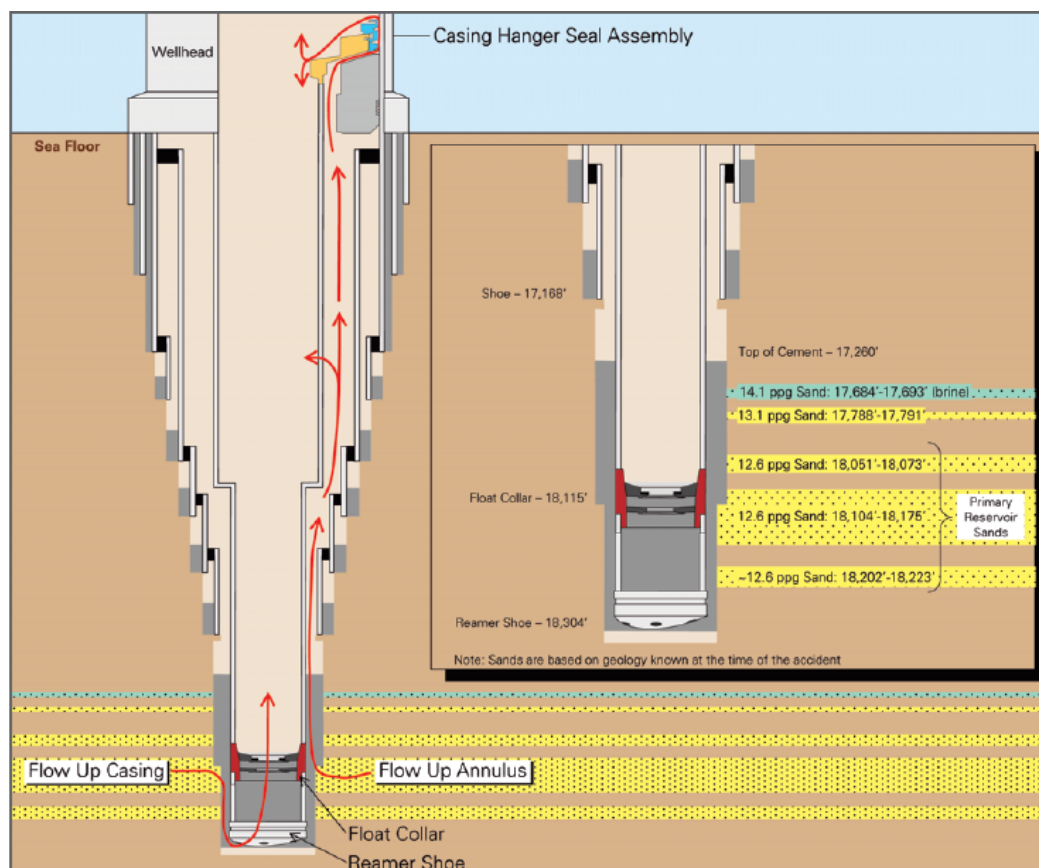 Casing Hanger Seal Assembly
Wellhead
Sea Floor
Shoe – 17,168'
Top of Cement – 17,260'
14.1 ppg Sand: 17,684'-17,693' (brine)
13.1 ppg Sand: 17,788'-17,791'
12.6 ppg Sand: 18,051'-18,073'
Float Collar – 18,115'
12.6 ppg Sand: 18,104'-18,175'
Primary
Reservoir
Sands
~12.6 ppg Sand: 18,202'-18,223'
Reamer Shoe – 18,304'
Note: Sands are based on geology known at the time of the accident
Flow Up Casing
Flow Up Annulus
Float Collar
Reamer Shoe